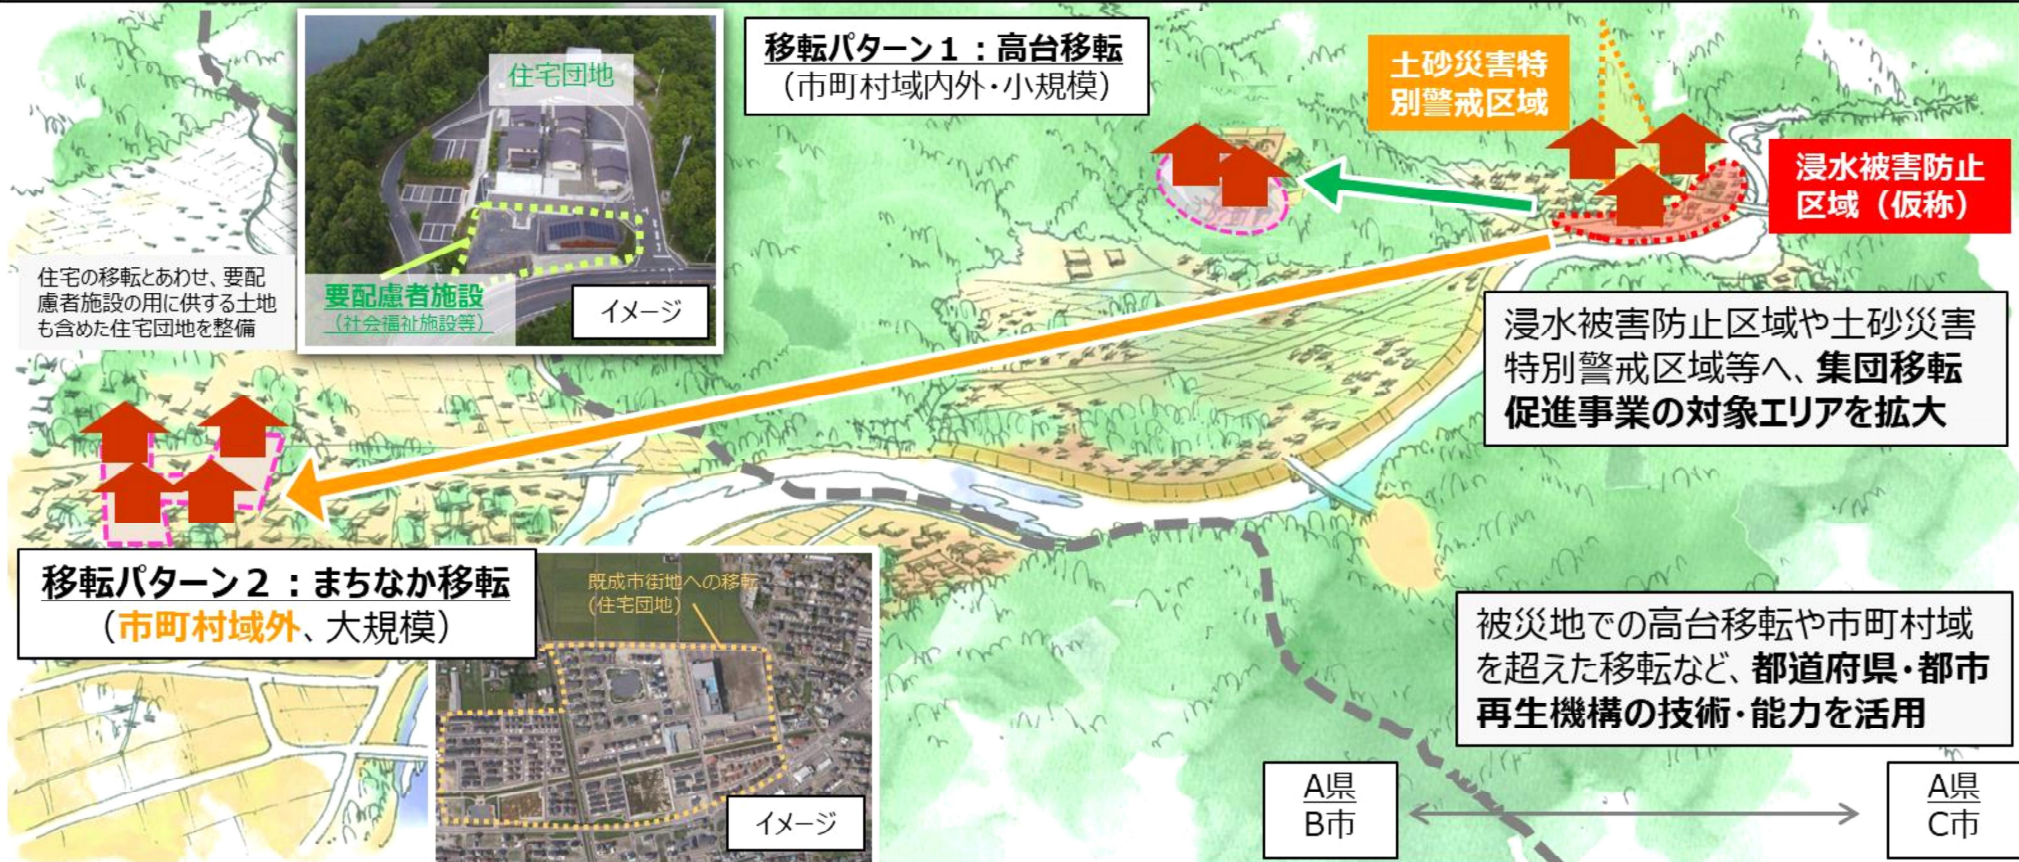 住宅団地
要配慮者施設
（社会福祉施設等）
イメージ
住宅の移転とあわせ、要配
慮者施設の用に供する土地
も含めた住宅団地を整備
移転パターン１：高台移転
（市町村域内外・小規模）
土砂災害特
別警戒区域
浸水被害防止
区域（仮称）
浸水被害防止区域や土砂災害
特別警戒区域等へ、集団移転
促進事業の対象エリアを拡大
移転パターン２：まちなか移転
（市町村域外、大規模）
既成市街地への移転
(住宅団地)
イメージ
被災地での高台移転や市町村域
を超えた移転など、都道府県・都市
再生機構の技術・能力を活用
A県
B市
A県
C市